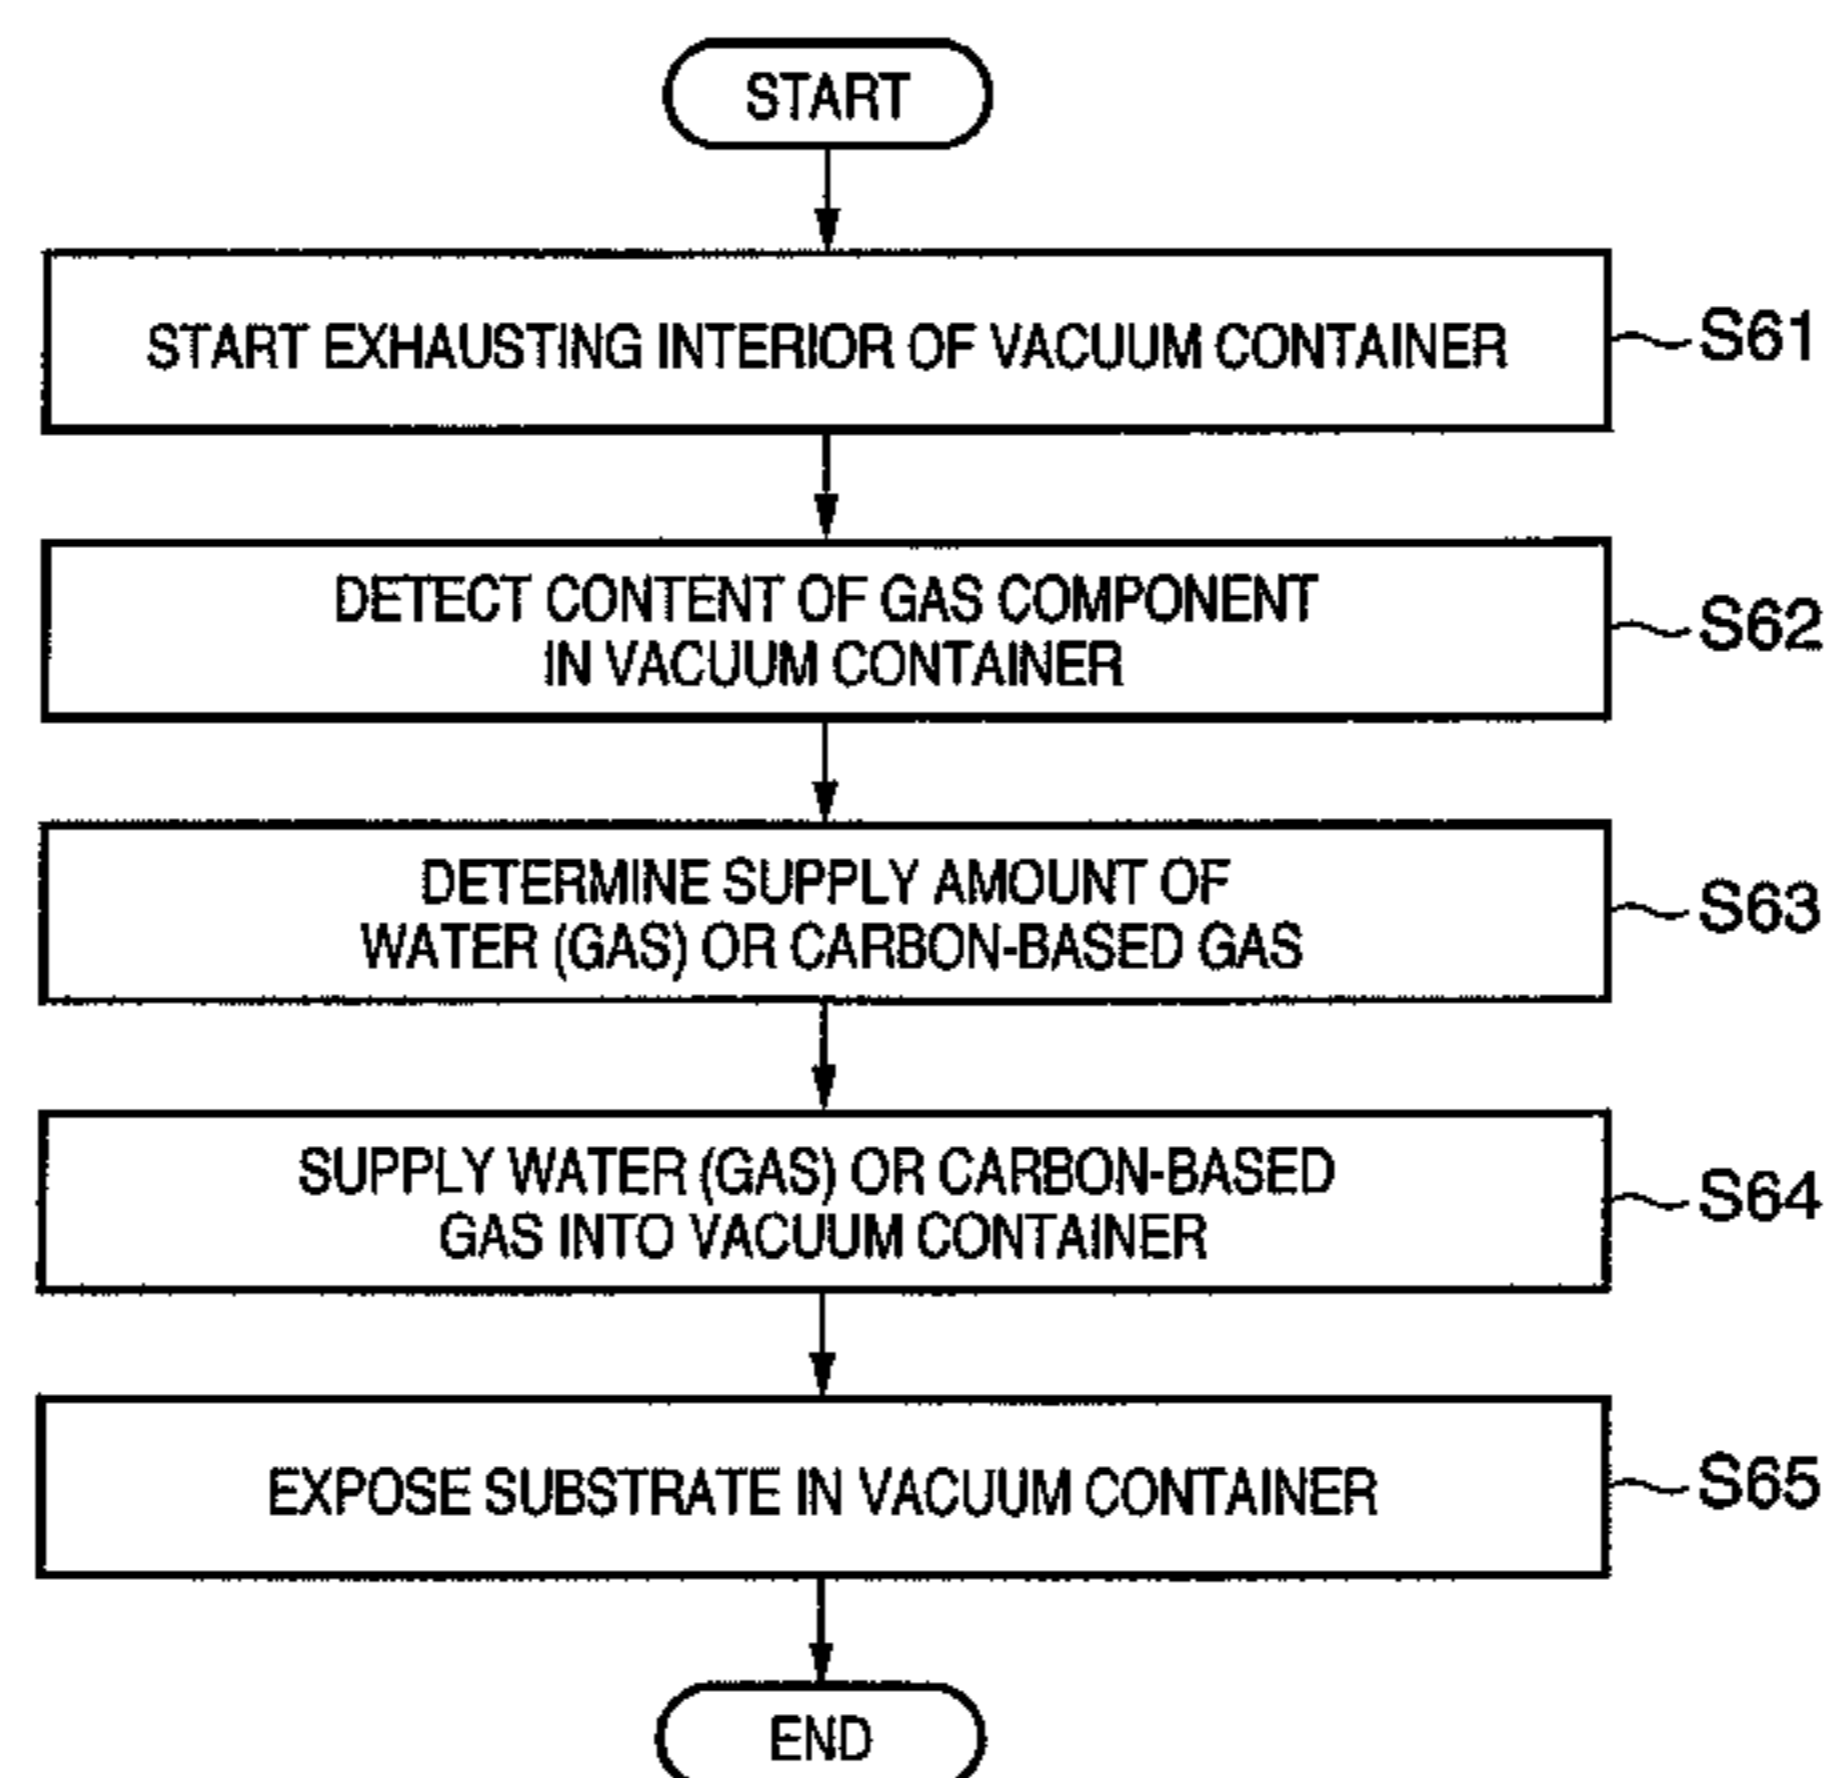 START
START EXHAUSTING INTERIOR OF VACUUM CONTAINER
S61
DETECT CONTENT OF GAS COMPONENT
IN VACUUM CONTAINER
S62
DETERMINE SUPPLY AMOUNT OF
WATER (GAS) OR CARBON-BASED GAS
S63
SUPPLY WATER (GAS) OR CARBON-BASED
GAS INTO VACUUM CONTAINER
S64
EXPOSE SUBSTRATE IN VACUUM CONTAINER
S65
END